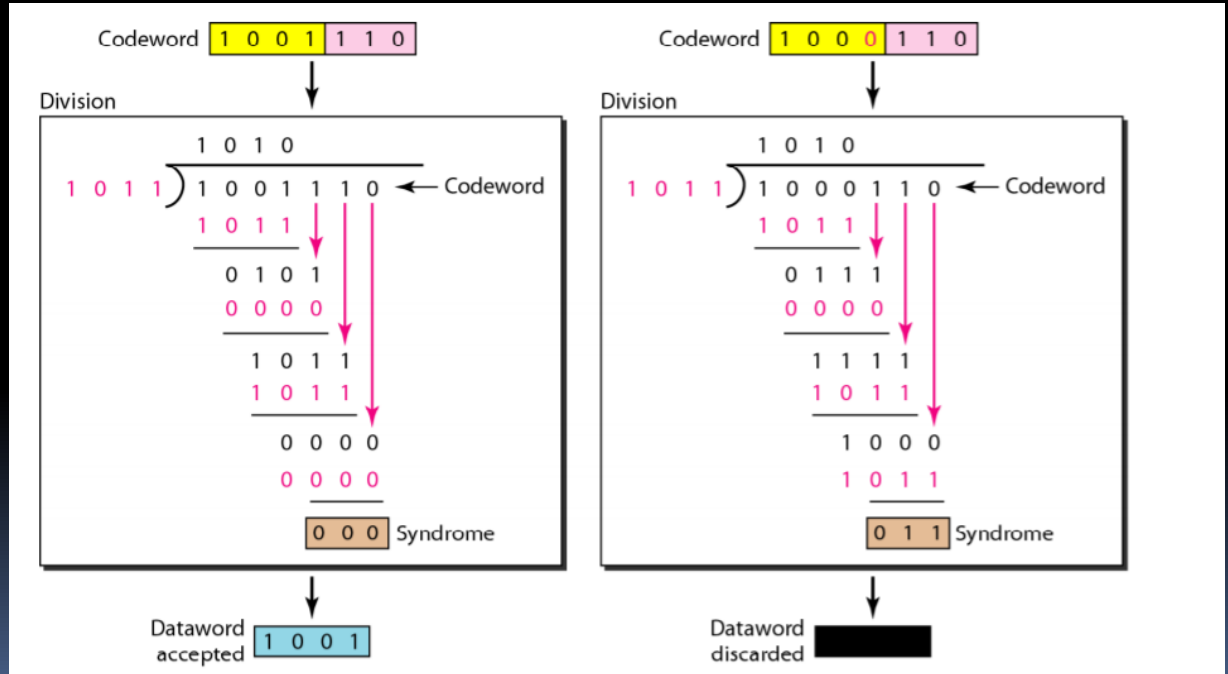 Codeword 1 0 0 1 1 1 0
Division
1 0 1 0
1 0 1 1 1 0 0 1 1 1 0 Codeword
1 0 1 1
0 1 0 1
0 0 0 0
1 0 1 1
1 0 1 1
0 0 0 0
0 0 0 0
0 0 0 Syndrome
Dataword
accepted 1 0 0 1
Codeword 1 0 0 0 1 1 0
Division
1 0 1 0
1 0 1 1 1 0 0 0 1 1 0 Codeword
1 0 1 1
0 1 1 1
0 0 0 0
1 1 1 1
1 0 1 1
1 0 0 0
1 0 1 1
0 1 1 Syndrome
Dataword
discarded